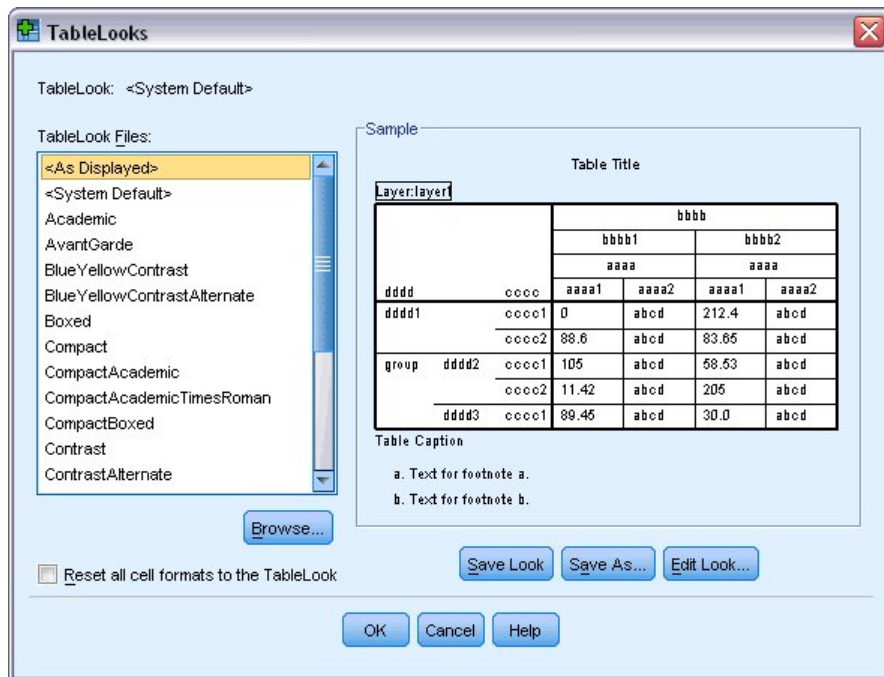 TableLooks
TableLook: <System Default>
TableLook Files:
<As Displayed>
<System Default>
Academic
AvantGarde
BlueYellowContrast
BlueYellowContrastAlternate
Boxed
Compact
CompactAcademic
CompactAcademicTimesRoman
CompactBoxed
Contrast
ContrastAlternate
Browse...
Reset all cell formats to the TableLook
Sample
Table Title
Layer:layer1
bbbb
bbbb1 bbbb2
aaaa aaaa
dddd cccc aaaa1 aaaa2 aaaa1 aaaa2
dddd1 cccc1 0 abcd 212.4 abcd
cccc2 88.6 abcd 83.65 abcd
group dddd2 cccc1 105 abcd 58.53 abcd
cccc2 11.42 abcd 205 abcd
dddd3 cccc1 89.45 abcd 30.0 abcd
Table Caption
a. Text for footnote a.
b. Text for footnote b.
Save Look Save As... Edit Look...
OK Cancel Help